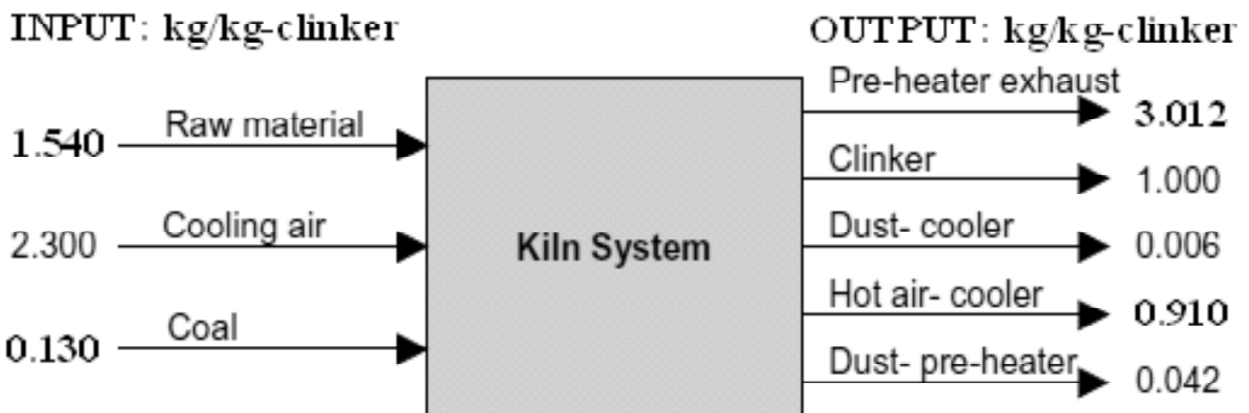 INPUT: kg/kg-clinker
OUTPUT: kg/kg-clinker
1.540 Raw material
2.300 Cooling air
0.130 Coal
Kiln System
Pre-heater exhaust 3.012
Clinker 1.000
Dust- cooler 0.006
Hot air- cooler 0.910
Dust- pre-heater 0.042